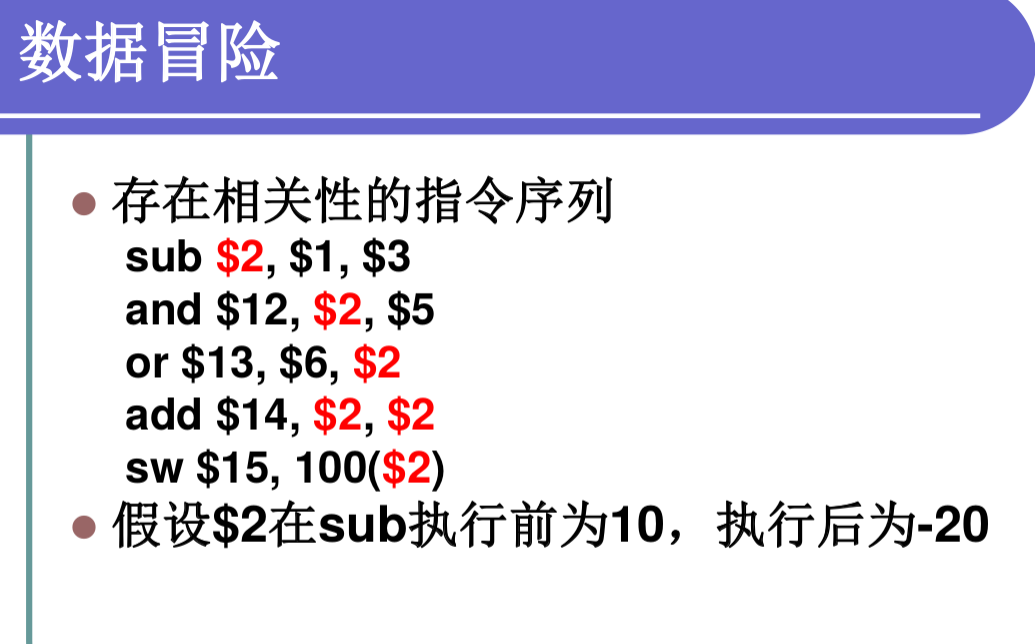 数据冒险
存在相关性的指令序列
sub $2, $1, $3
and $12, $2, $5
or $13, $6, $2
add $14, $2, $2
sw $15, 100($2)
假设$2在sub执行前为10，执行后为-20